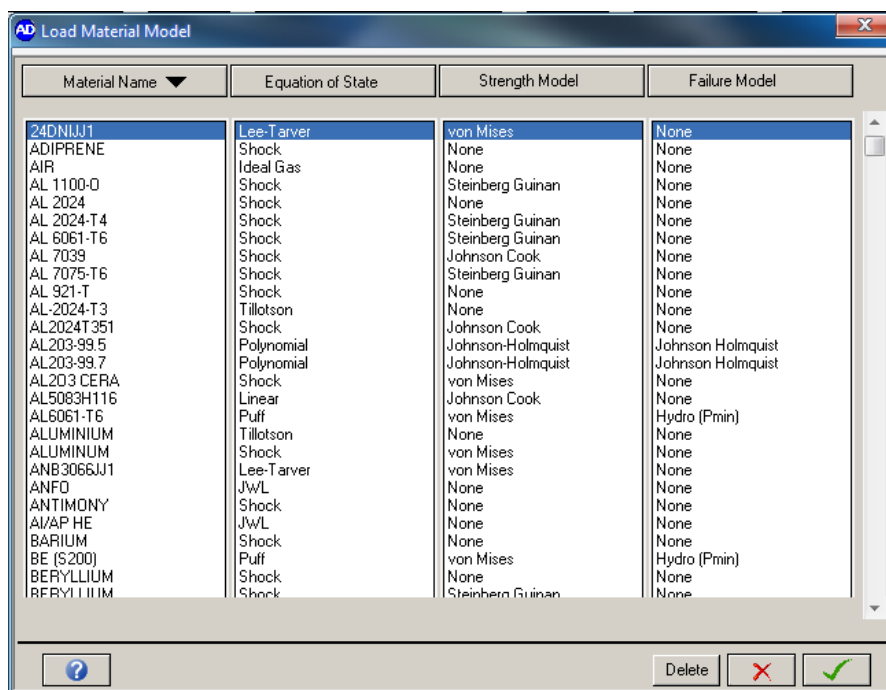 AD Load Material Model
Material Name Equation of State Strength Model Failure Model
24DNIJJ1 Lee-Tarver von Mises None
ADIPRENE Shock None None
AIR Ideal Gas None None
AL 1100-O Shock Steinberg Guinan None
AL 2024 Shock None None
AL 2024-T4 Shock Steinberg Guinan None
AL 6061-T6 Shock Steinberg Guinan None
AL 7039 Shock Johnson Cook None
AL 7075-T6 Shock Steinberg Guinan None
AL 921-T Shock None None
AL-2024-T3 Tillotson None None
AL2024T351 Shock Johnson Cook None
AL203-99.5 Polynomial Johnson-Holmquist Johnson Holmquist
AL203-99.7 Polynomial Johnson-Holmquist Johnson Holmquist
AL2O3 CERA Shock von Mises None
AL5083H116 Linear Johnson Cook None
AL6061-T6 Puff von Mises Hydro (Pmin)
ALUMINIUM Tillotson None None
ALUMINUM Shock von Mises None
ANB3066JJ1 Lee-Tarver von Mises None
ANFO JWL None None
ANTIMONY Shock None None
Al/AP HE JWL None None
BARIUM Shock None None
BE (S200) Puff von Mises Hydro (Pmin)
BERYLLIUM Shock None None
BERYLLIUM Shock Steinberg Guinan None
? Delete